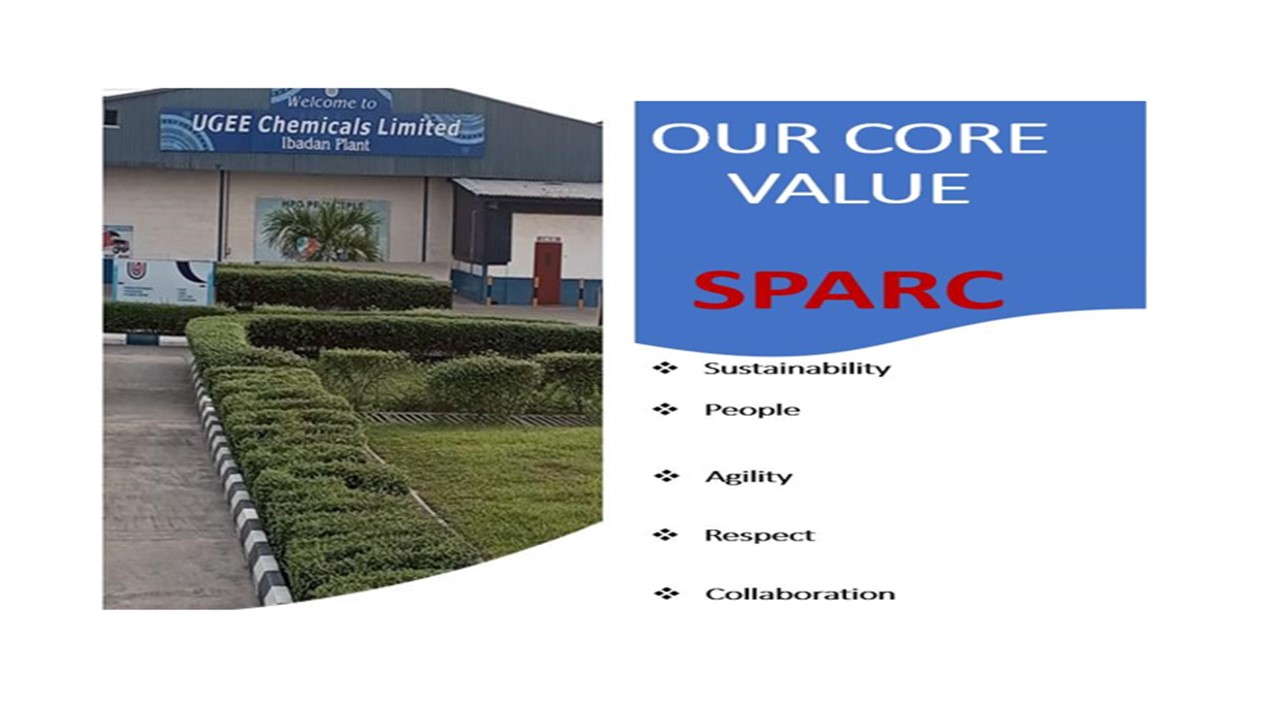 Welcome to
UGEE Chemicals Limited
Ibadan Plant
OUR CORE
VALUE
SPARC
Sustainability
People
Agility
Respect
Collaboration